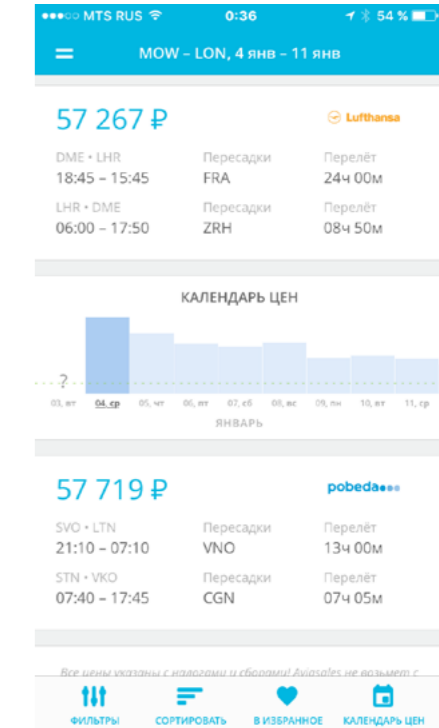 MTS RUS 0:36 54 %
MOW – LON, 4 янв – 11 янв
57 267 ₽ Lufthansa
DME • LHR Пересадки Перелёт
18:45 – 15:45 FRA 24ч 00м
LHR • DME Пересадки Перелёт
06:00 – 17:50 ZRH 08ч 50м
КАЛЕНДАРЬ ЦЕН
?
03, вт 04, ср 05, чт 06, пт 07, сб 08, вс 09, пн 10, вт 11, ср
ЯНВАРЬ
57 719 ₽ pobeda
SVO • LTN Пересадки Перелёт
21:10 – 07:10 VNO 13ч 00м
STN • VKO Пересадки Перелёт
07:40 – 17:45 CGN 07ч 05м
Все цены указаны с налогами и сборами! Aviasales не возьмет с
ФИЛЬТРЫ СОРТИРОВАТЬ В ИЗБРАННОЕ КАЛЕНДАРЬ ЦЕН